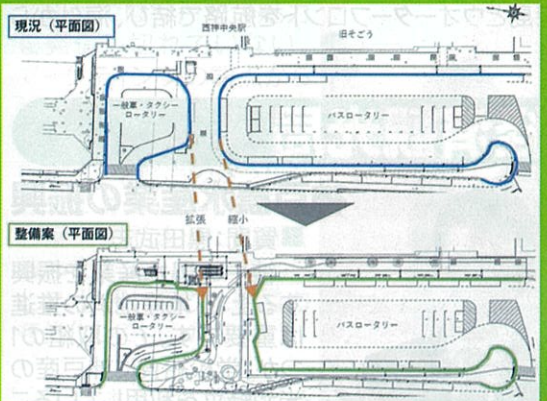 現況（平面図）
西神中央駅
旧そごう
一般車・タクシー
ロータリー
バスロータリー
拡張
縮小
整備案（平面図）
一般車・タクシー
ロータリー
バスロータリー